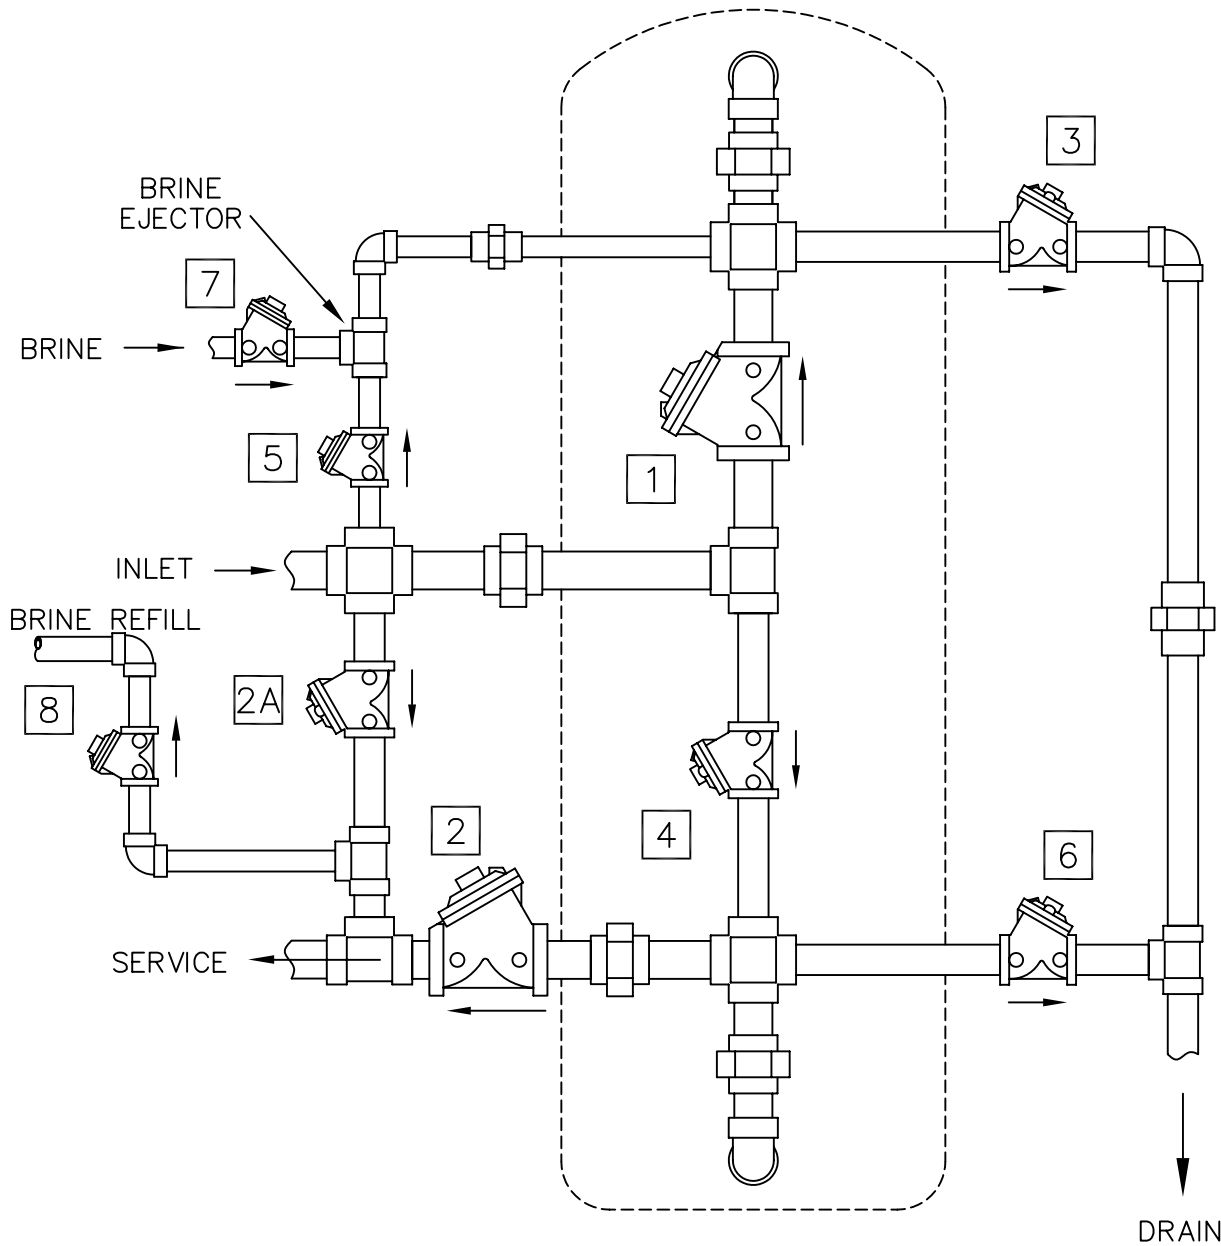 3
BRINE
EJECTOR
7
BRINE
5
1
INLET
BRINE REFILL
2A
8
2
4
6
SERVICE
DRAIN